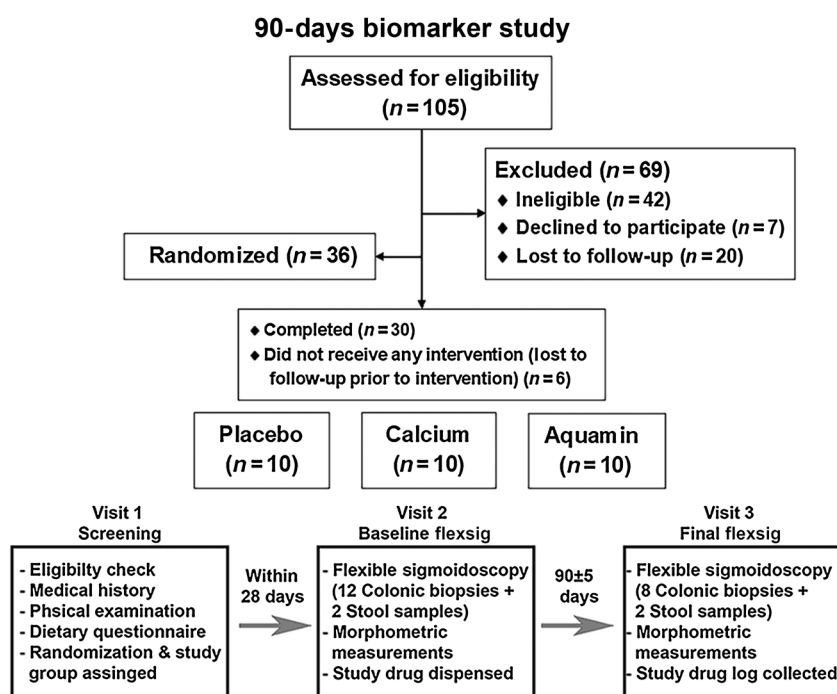 90-days biomarker study
Assessed for eligibility
(n = 105)
Excluded (n = 69)
♦ Ineligible (n = 42)
♦ Declined to participate (n = 7)
♦ Lost to follow-up (n = 20)
Randomized (n = 36)
♦ Completed (n = 30)
♦ Did not receive any intervention (lost to
follow-up prior to intervention) (n = 6)
Placebo
(n = 10)
Calcium
(n = 10)
Aquamin
(n = 10)
Visit 1
Screening
- Eligibilty check
- Medical history
- Phsical examination
- Dietary questionnaire
- Randomization & study
group assinged
Within
28 days
Visit 2
Baseline flexsig
- Flexible sigmoidoscopy
(12 Colonic biopsies +
2 Stool samples)
- Morphometric
measurements
- Study drug dispensed
90±5
days
Visit 3
Final flexsig
- Flexible sigmoidoscopy
(8 Colonic biopsies +
2 Stool samples)
- Morphometric
measurements
- Study drug log collected